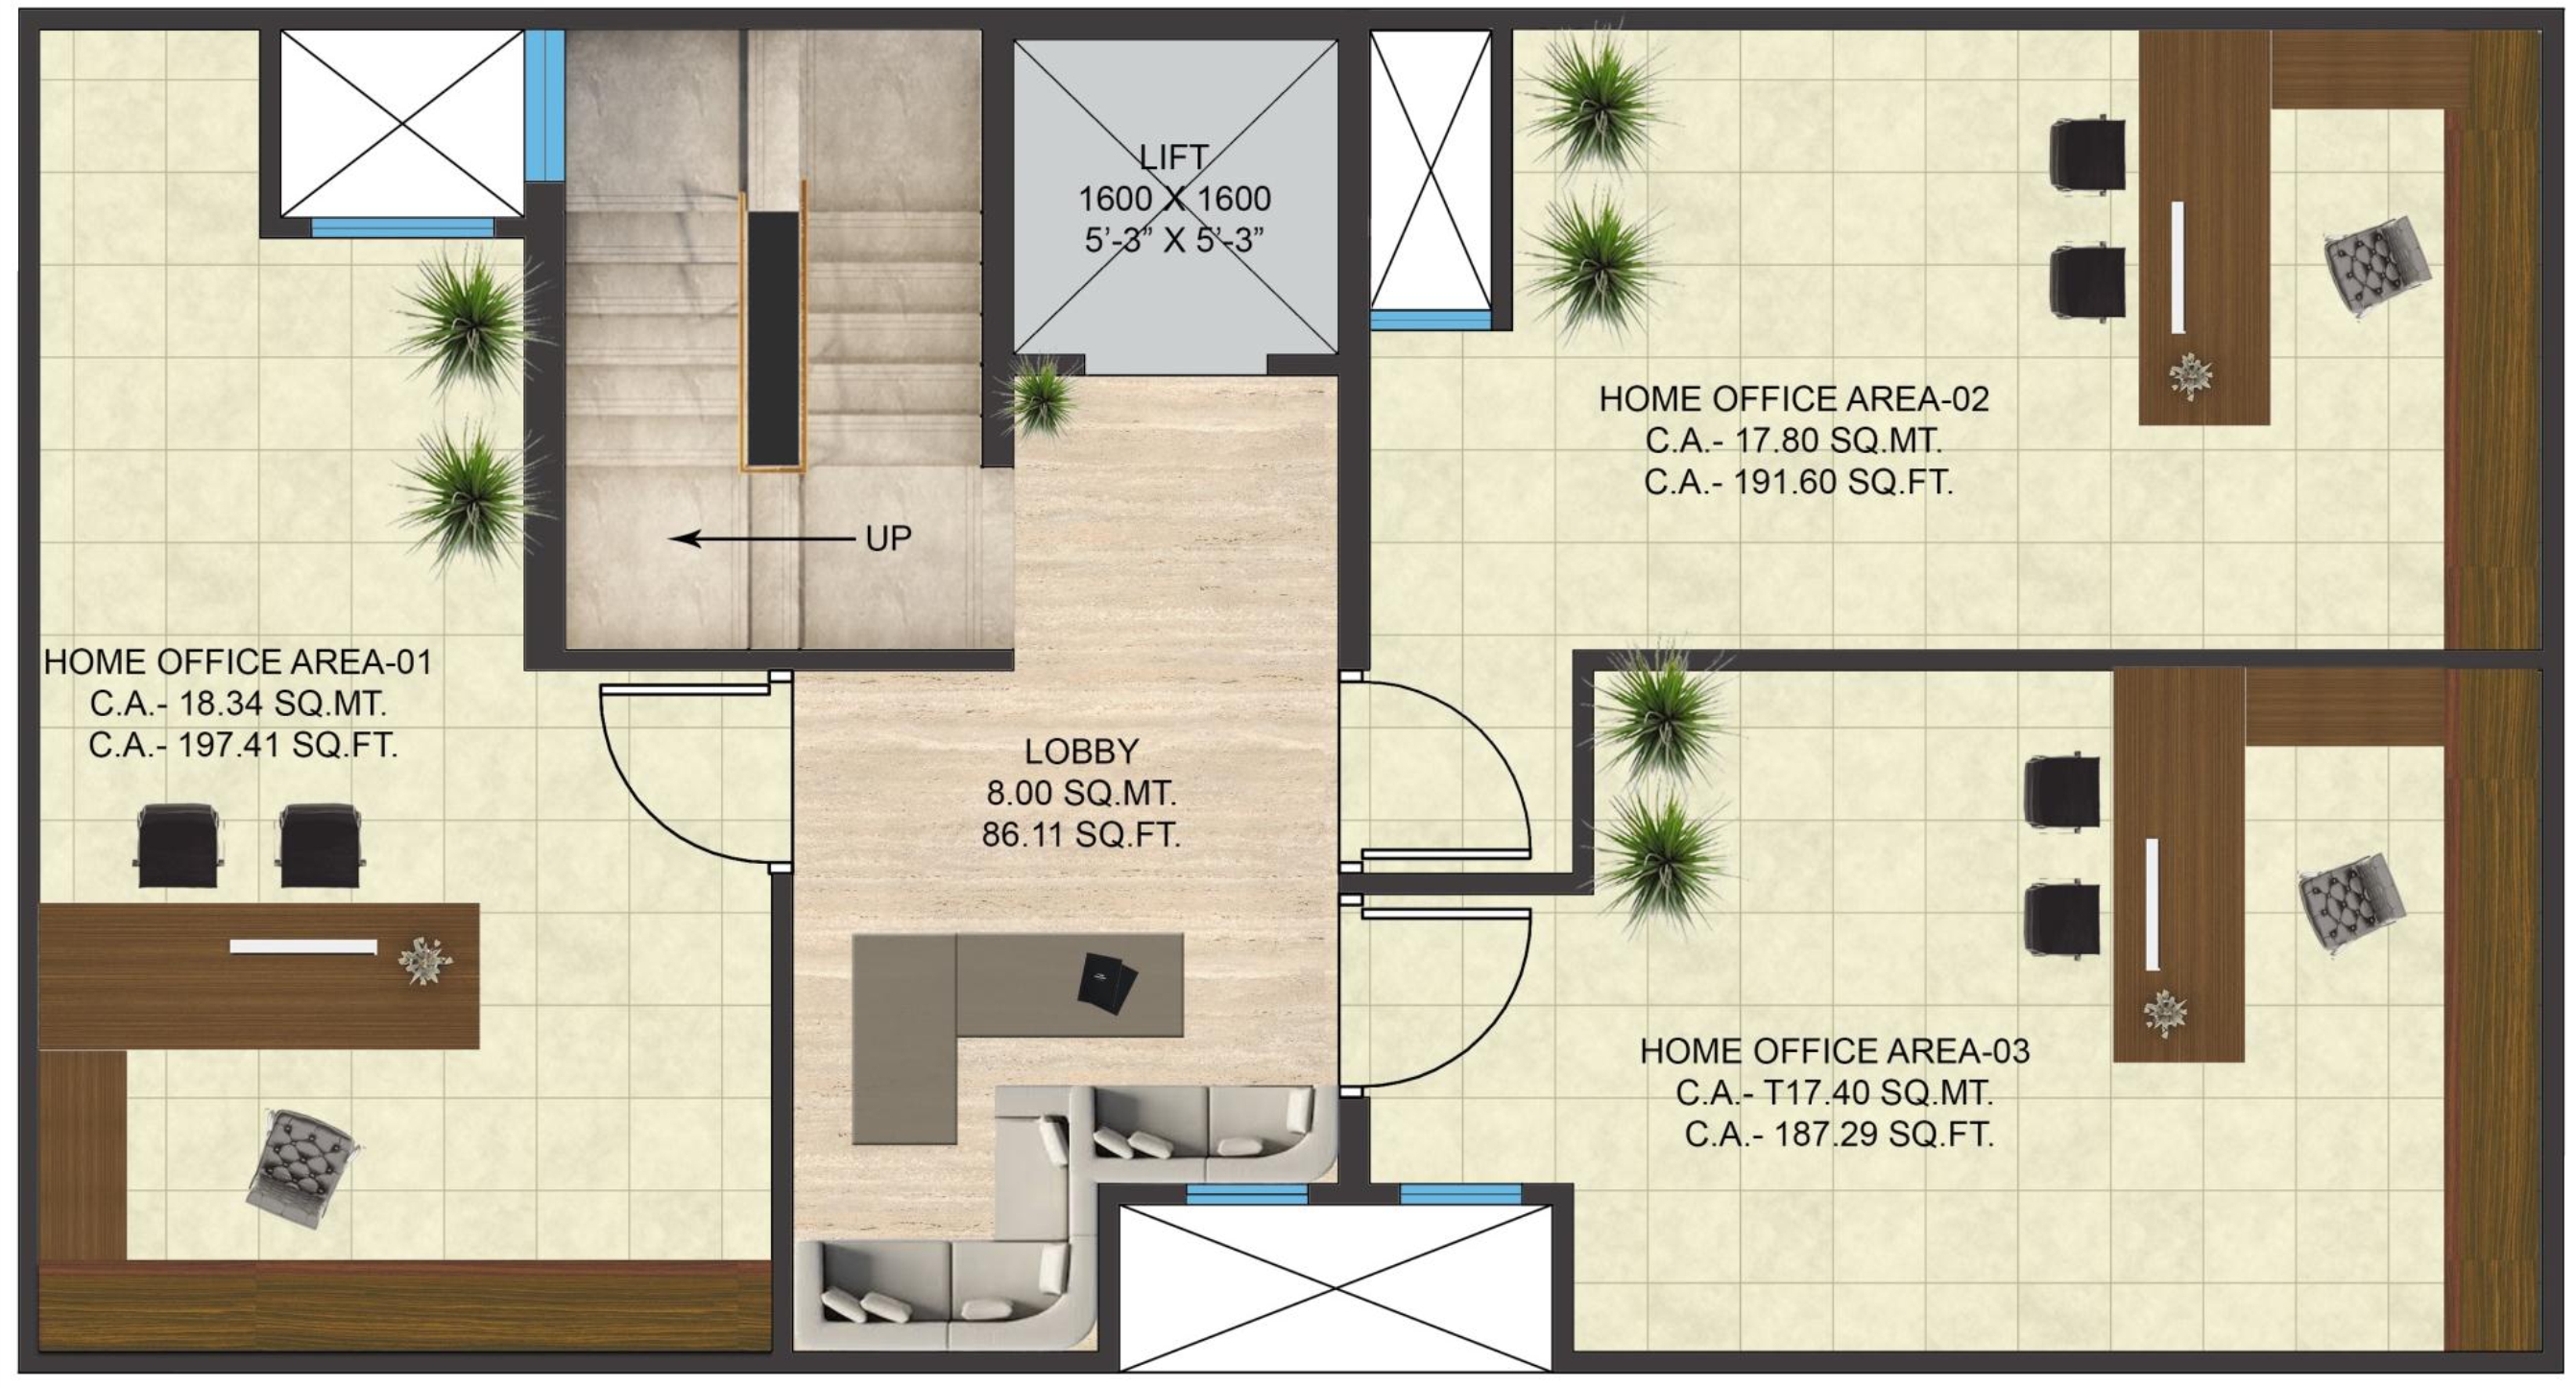 LIFT
1600 X 1600
5'-3" X 5'-3"
HOME OFFICE AREA-02
C.A.- 17.80 SQ.MT.
C.A.- 191.60 SQ.FT.
UP
HOME OFFICE AREA-01
C.A.- 18.34 SQ.MT.
C.A.- 197.41 SQ.FT.
LOBBY
8.00 SQ.MT.
86.11 SQ.FT.
HOME OFFICE AREA-03
C.A.- T17.40 SQ.MT.
C.A.- 187.29 SQ.FT.